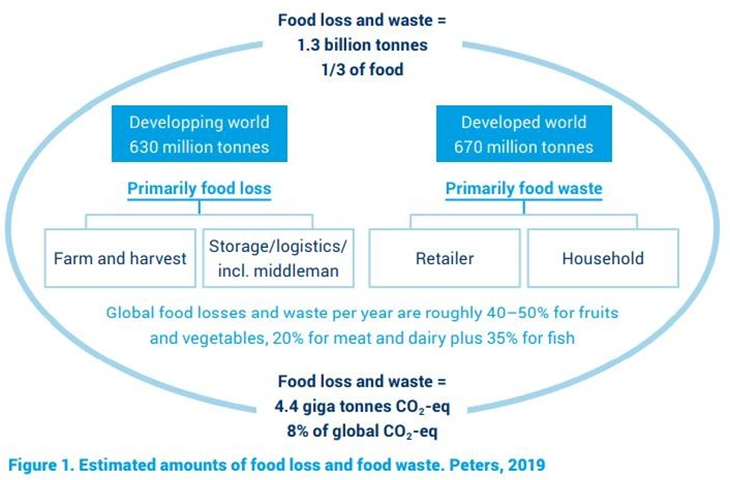 Food loss and waste =
1.3 billion tonnes
1/3 of food
Developping world
630 million tonnes
Developed world
670 million tonnes
Primarily food loss
Primarily food waste
Farm and harvest
Storage/logistics/
incl. middleman
Retailer
Household
Global food losses and waste per year are roughly 40–50% for fruits
and vegetables, 20% for meat and dairy plus 35% for fish
Food loss and waste =
4.4 giga tonnes CO₂-eq
8% of global CO₂-eq
Figure 1. Estimated amounts of food loss and food waste. Peters, 2019